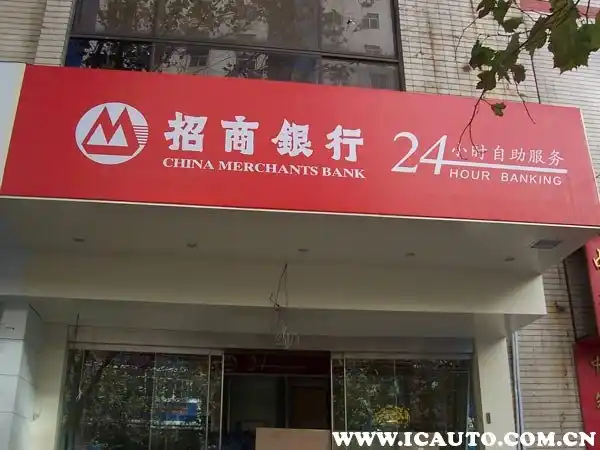 招商銀行
CHINA MERCHANTS BANK
24小时自助服务
HOUR BANKING
WWW.ICAUTO.COM.CN